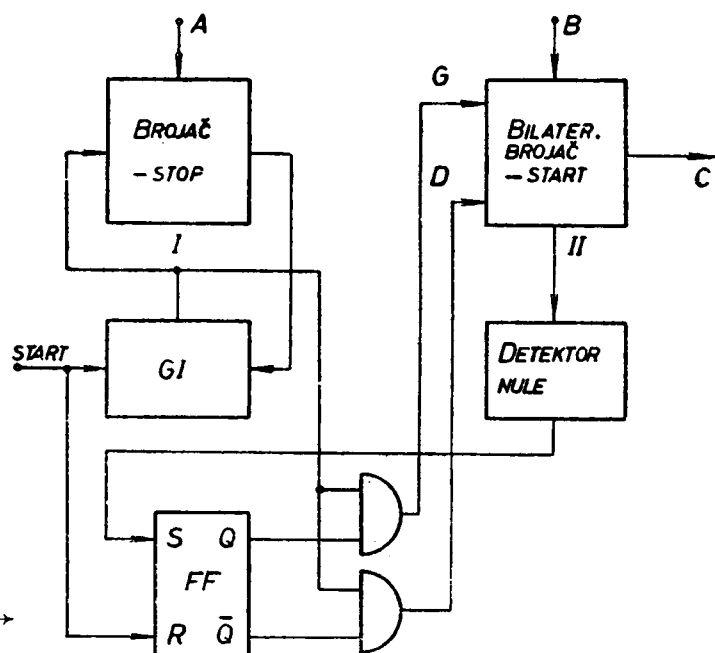 A
B
BROJAČ
– STOP
G
BILATER.
BROJAČ
– START
D
C
I
II
START
GI
DETEKTOR
NULE
S Q
FF
R Q̄